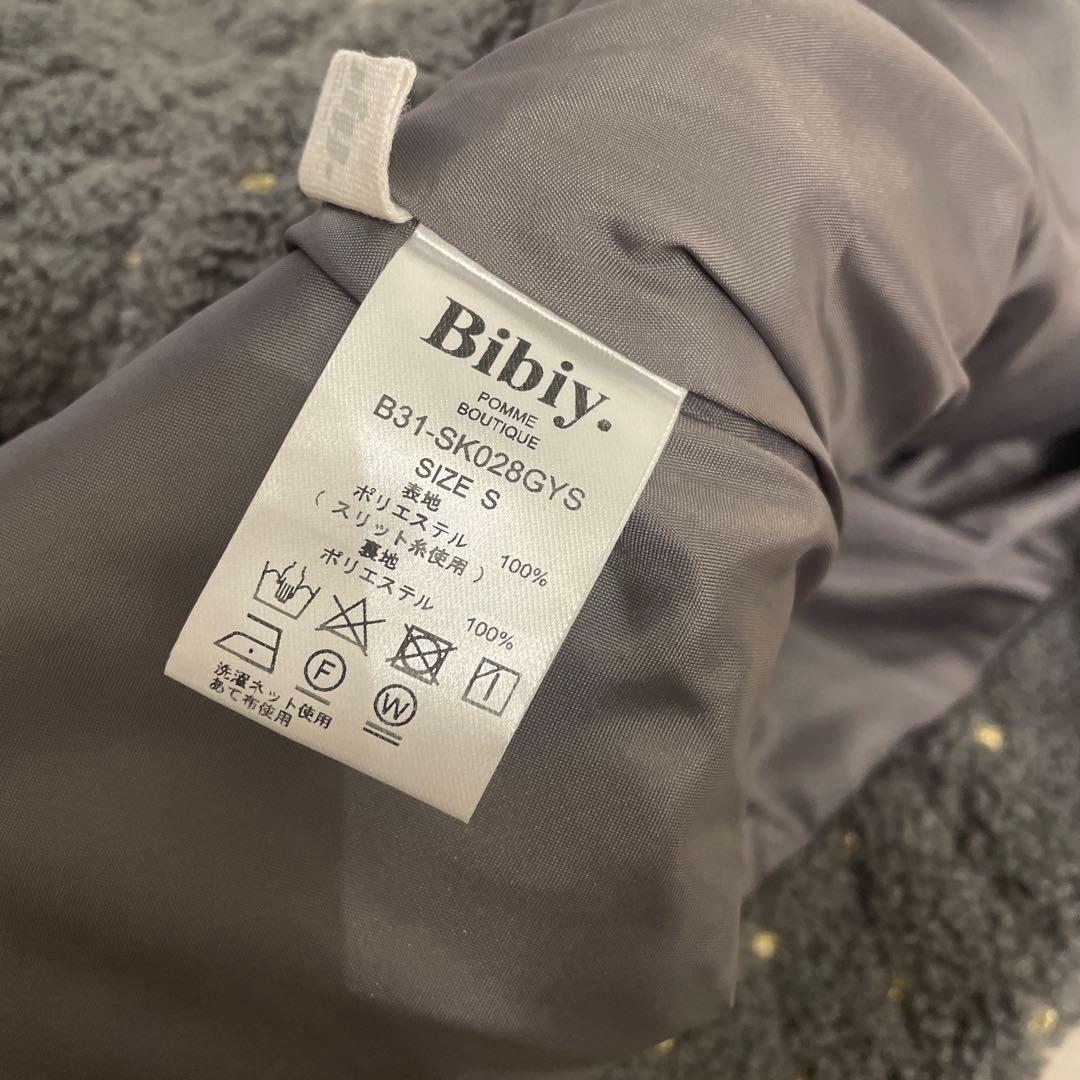 Bibiy.
POMME
BOUTIQUE
B31-SK028GYS
SIZE S
表地
ポリエステル 100%
( スリット糸使用 )
裏地
ポリエステル 100%
F
W
洗濯ネット使用
あて布使用